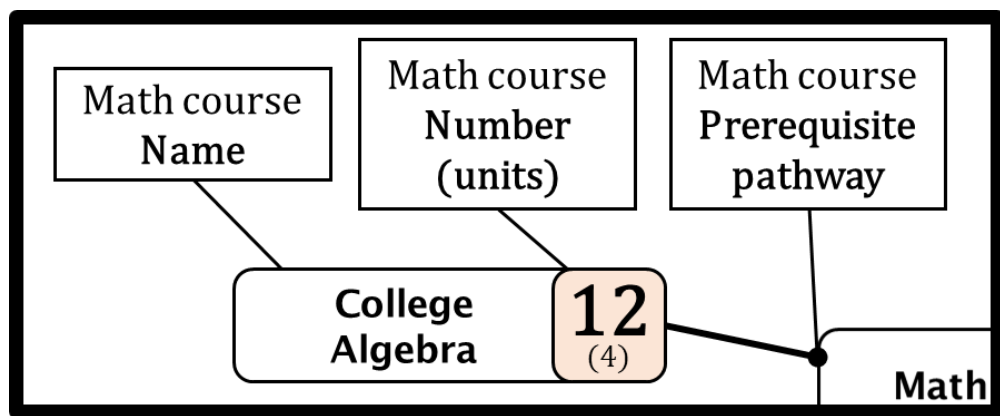 Math course
Name
Math course
Number
(units)
Math course
Prerequisite
pathway
College
Algebra
12
(4)
Math